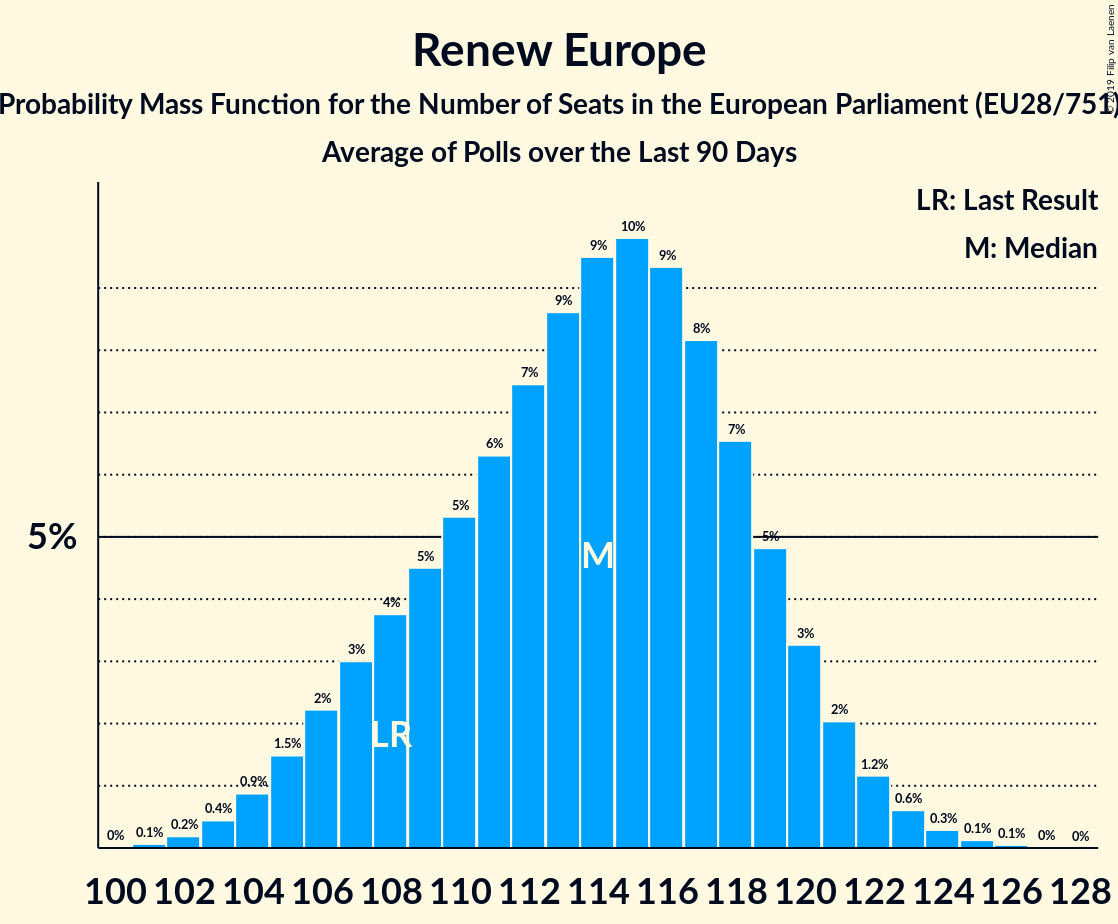 Renew Europe
Probability Mass Function for the Number of Seats in the European Parliament (EU28/751)
Average of Polls over the Last 90 Days
© 2019 Filip van Laenen
LR: Last Result
M: Median
5%
0% 0.1% 0.2% 0.4% 0.9% 1.5% 2% 3% 4% 5% 5% 6% 7% 9% 9% 10% 9% 8% 7% 5% 3% 2% 1.2% 0.6% 0.3% 0.1% 0.1% 0% 0%
LR M
100 102 104 106 108 110 112 114 116 118 120 122 124 126 128